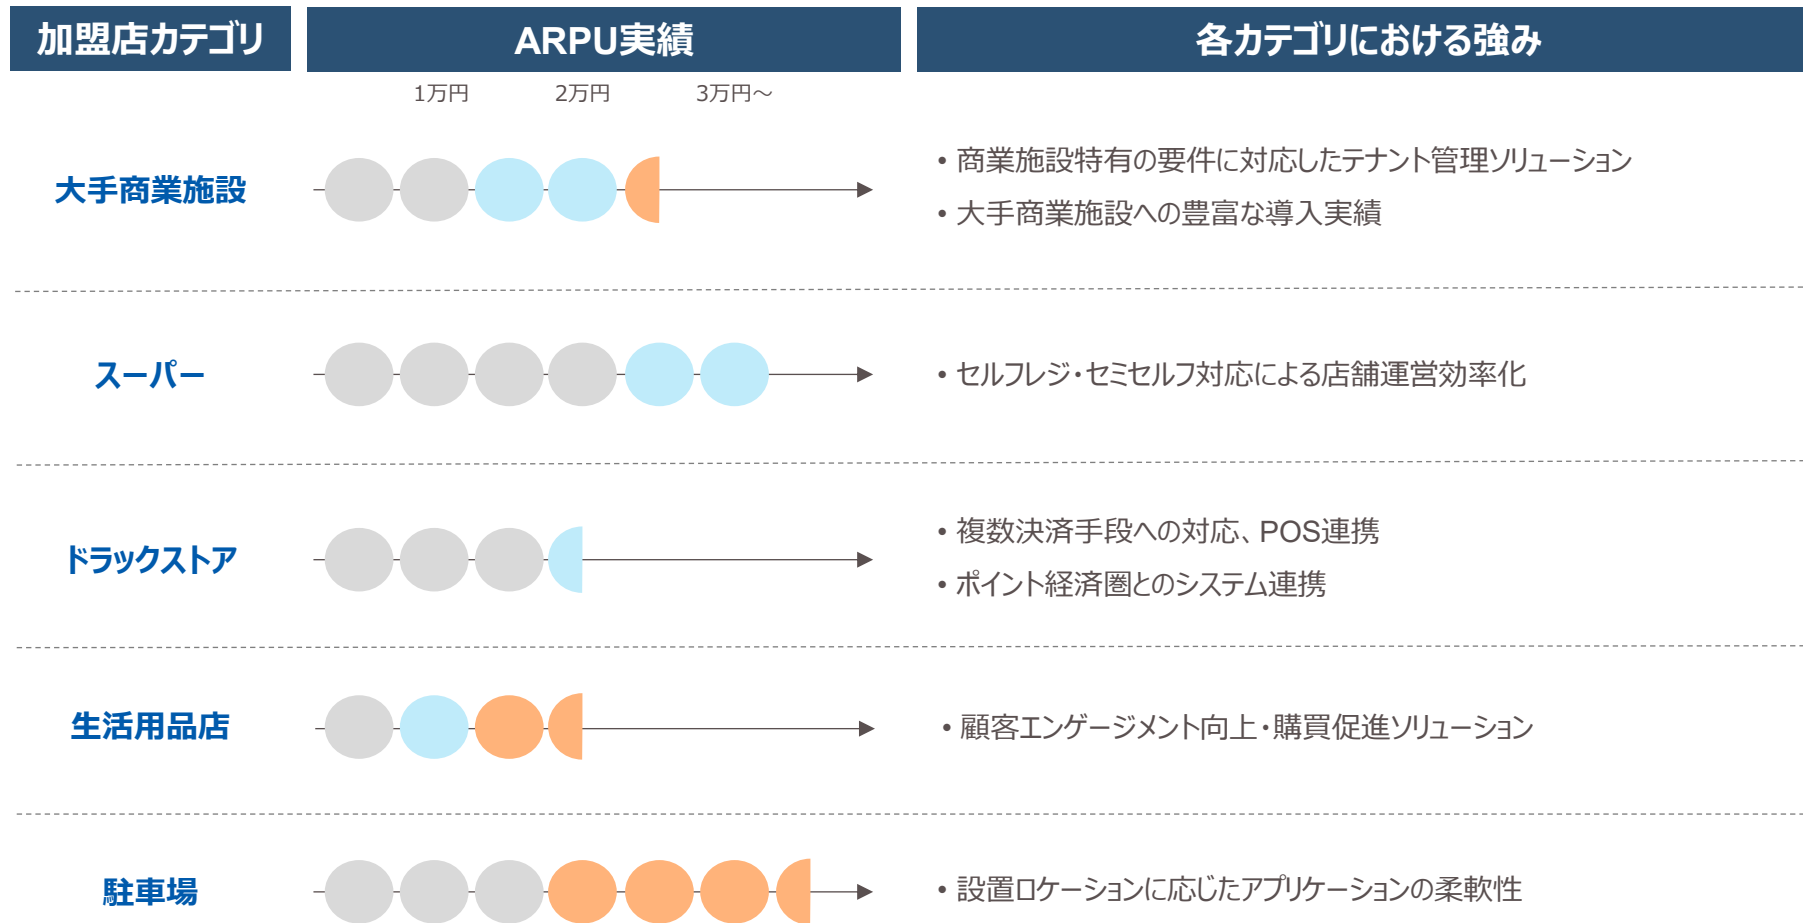 加盟店カテゴリ
ARPU実績
各カテゴリにおける強み
1万円
2万円
3万円～
大手商業施設
• 商業施設特有の要件に対応したテナント管理ソリューション
• 大手商業施設への豊富な導入実績
スーパー
• セルフレジ・セミセルフ対応による店舗運営効率化
ドラックストア
• 複数決済手段への対応、POS連携
• ポイント経済圏とのシステム連携
生活用品店
• 顧客エンゲージメント向上・購買促進ソリューション
駐車場
• 設置ロケーションに応じたアプリケーションの柔軟性